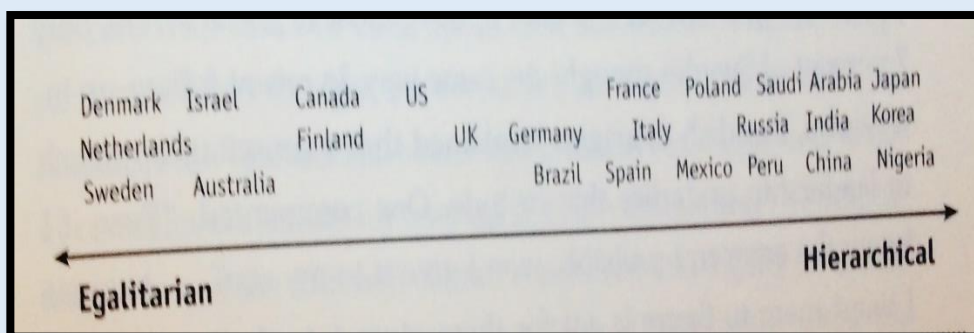 Denmark Israel Canada US France Poland Saudi Arabia Japan
Netherlands Finland UK Germany Italy Russia India Korea
Sweden Australia Brazil Spain Mexico Peru China Nigeria
Egalitarian Hierarchical